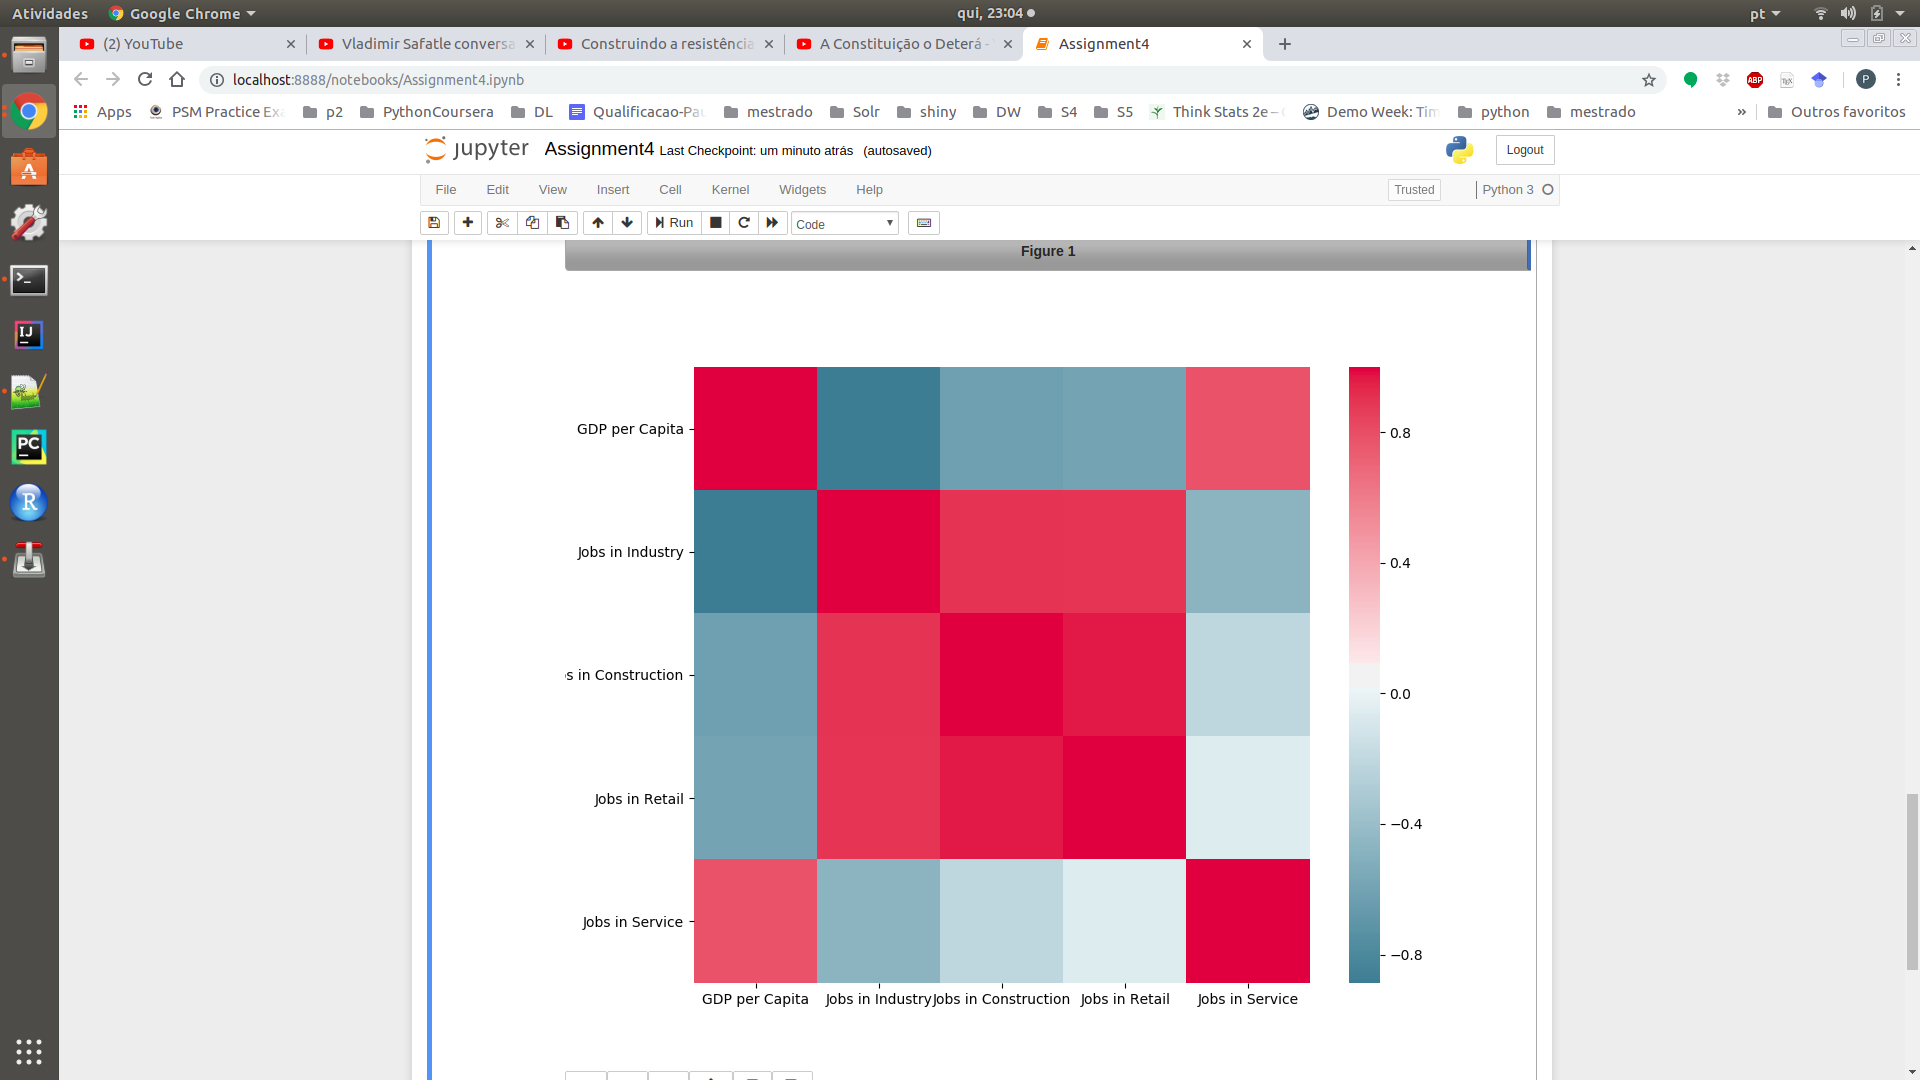 Atividades Google Chrome qui, 23:04 pt
(2) YouTube Vladimir Safatle conversa Construindo a resistência A Constituição o Deterá - Assignment4
localhost:8888/notebooks/Assignment4.ipynb ABP P
Apps PSM Practice Exa p2 PythonCoursera DL Qualificacao-Pau mestrado Solr shiny DW S4 S5 Think Stats 2e – Demo Week: Tim python mestrado » Outros favoritos
jupyter Assignment4 Last Checkpoint: um minuto atrás (autosaved) Logout
File Edit View Insert Cell Kernel Widgets Help Trusted Python 3
Run Code
Figure 1
GDP per Capita
Jobs in Industry
s in Construction
Jobs in Retail
Jobs in Service
GDP per Capita Jobs in Industry Jobs in Construction Jobs in Retail Jobs in Service
0.8
0.4
0.0
−0.4
−0.8
IJ
PC
R